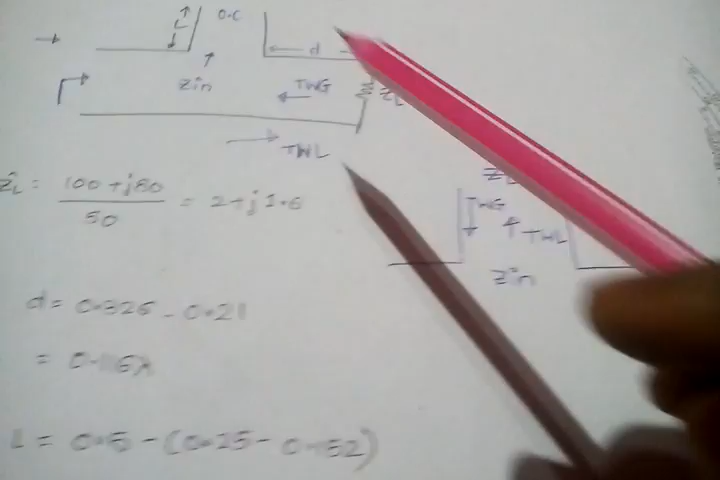 O.C
L
d
Zin
TWG
ZL
TWL
ZL = 100 + j80 / 50 = 2 + j1.6
TWG
TWL
Zin
d = 0.326 - 0.21
= 0.116λ
L = 0.5 - (0.25 - 0.152)